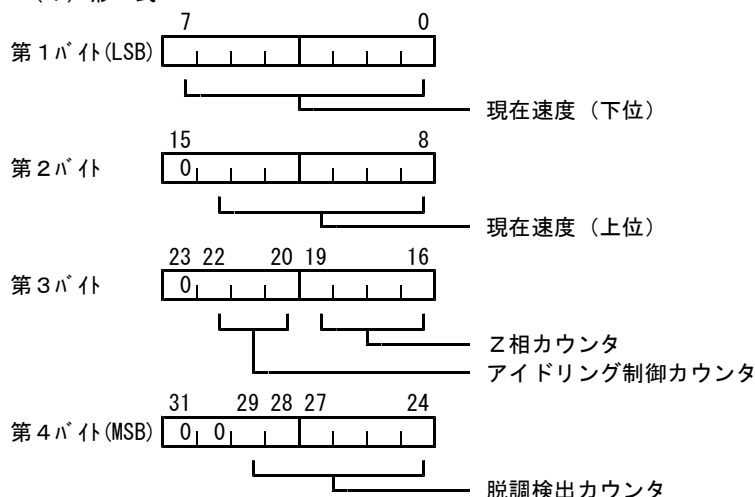 7 0
第1バイト(LSB)
現在速度（下位）
15 8
第2バイト
0
現在速度（上位）
23 22 20 19 16
第3バイト
0
Z相カウンタ
アイドリング制御カウンタ
31 29 28 27 24
第4バイト(MSB)
0 0
脱調検出カウンタ